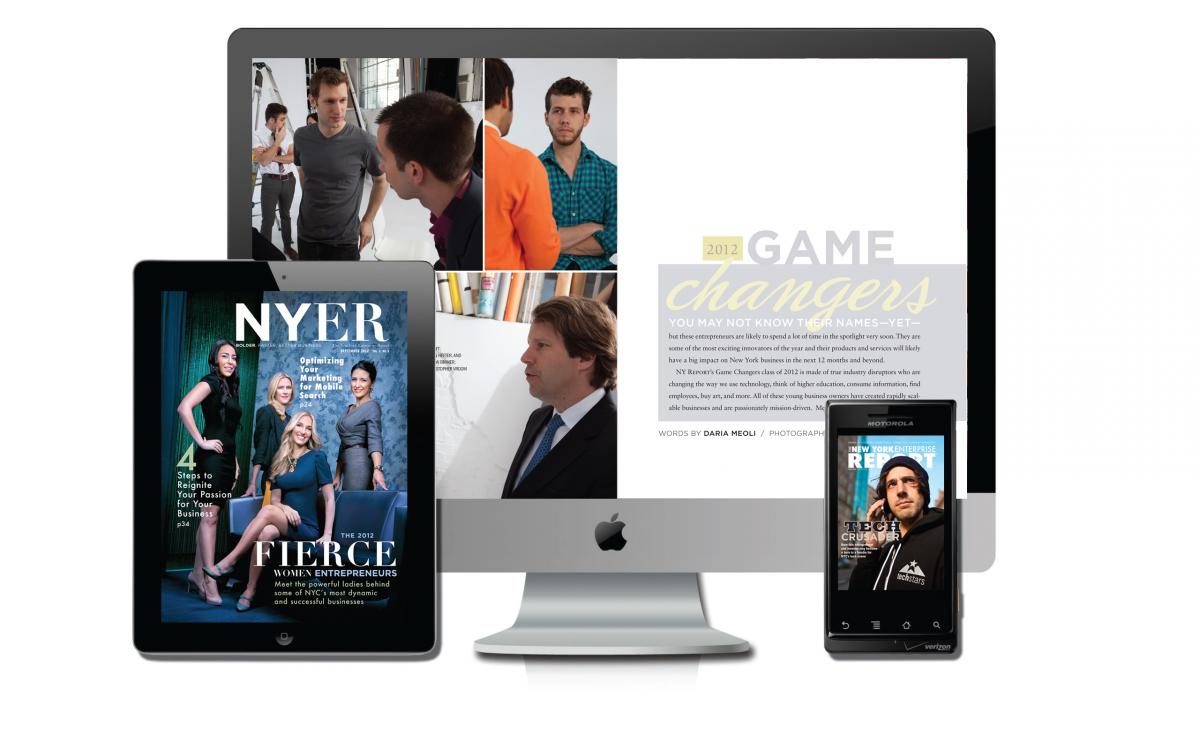 2012 GAME
changers
YOU MAY NOT KNOW THEIR NAMES—YET—
but these entrepreneurs are likely to spend a lot of time in the spotlight very soon. They are
some of the most exciting innovators of the year and their products and services will likely
have a big impact on New York business in the next 12 months and beyond.
NY REPORT's Game Changers class of 2012 is made of true industry disruptors who are
changing the way we use technology, think of higher education, consume information, find
employees, buy art, and more. All of these young business owners have created rapidly scal-
able businesses and are passionately mission-driven. Me
WORDS BY DARIA MEOLI / PHOTOGRAPH
NYER
BOLDER. FASTER. BETTER BUSINESS.
SEPTEMBER 2012
Optimizing
Your
Marketing
for Mobile
Search
p24
4
Steps to
Reignite
Your Passion
for Your
Business
p34
THE 2012
FIERCE
WOMEN ENTREPRENEURS
Meet the powerful ladies behind
some of NYC's most dynamic
and successful businesses
MOTOROLA
THE NEW YORK ENTERPRISE
REPORT
TECH
CRUSADER
techstars
verizon